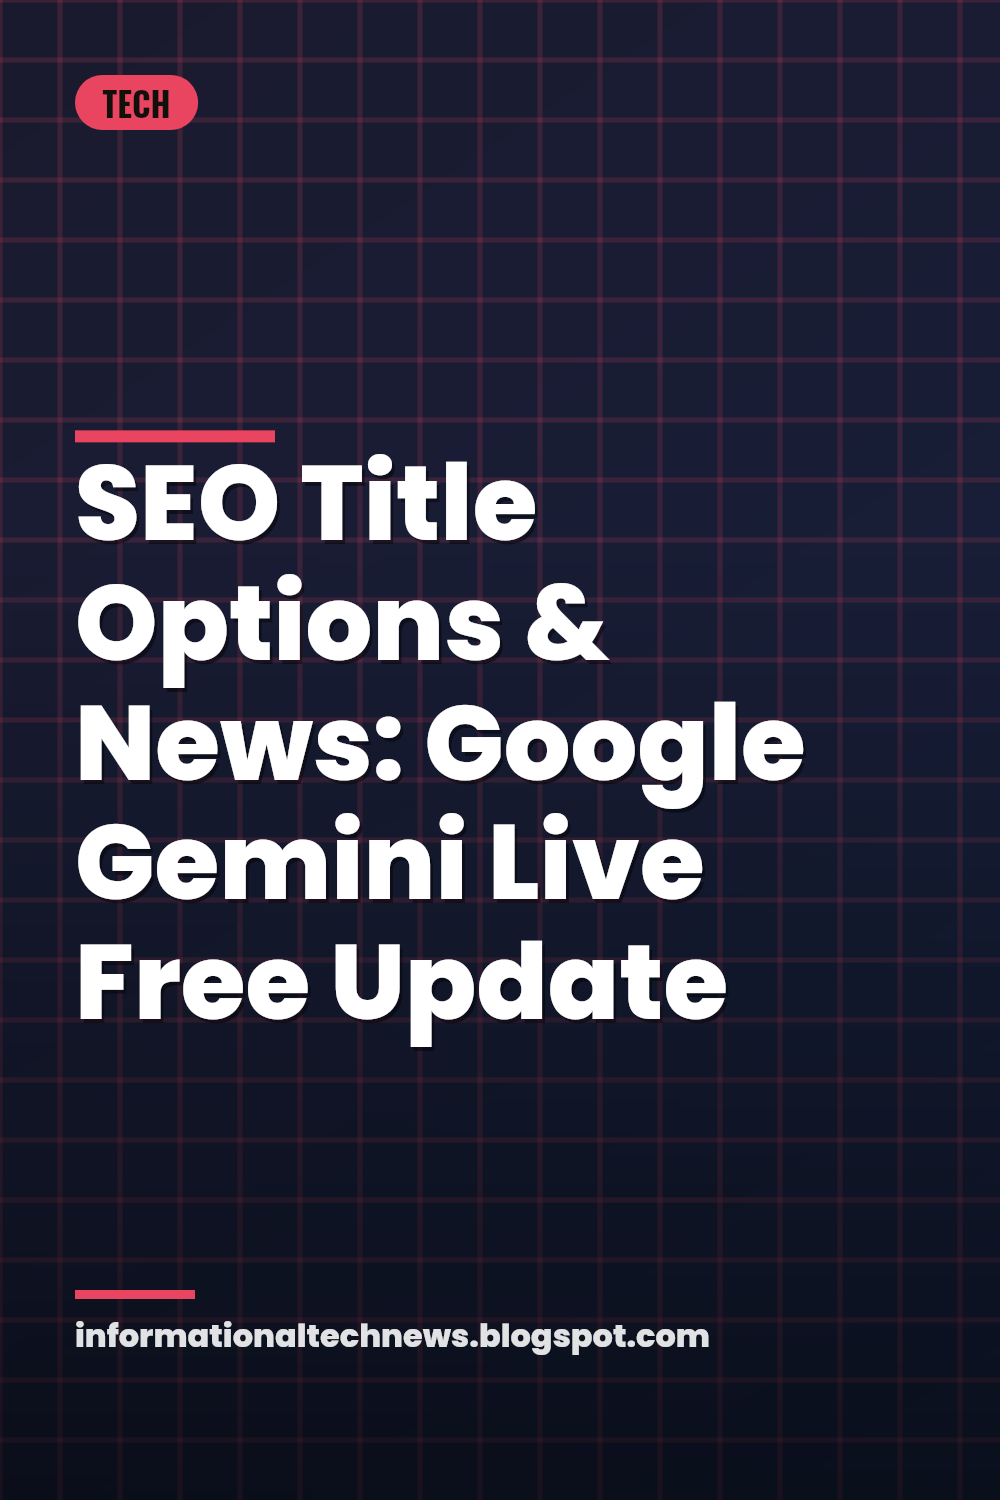 TECH
SEO Title
Options &
News: Google
Gemini Live
Free Update
informationaltechnews.blogspot.com